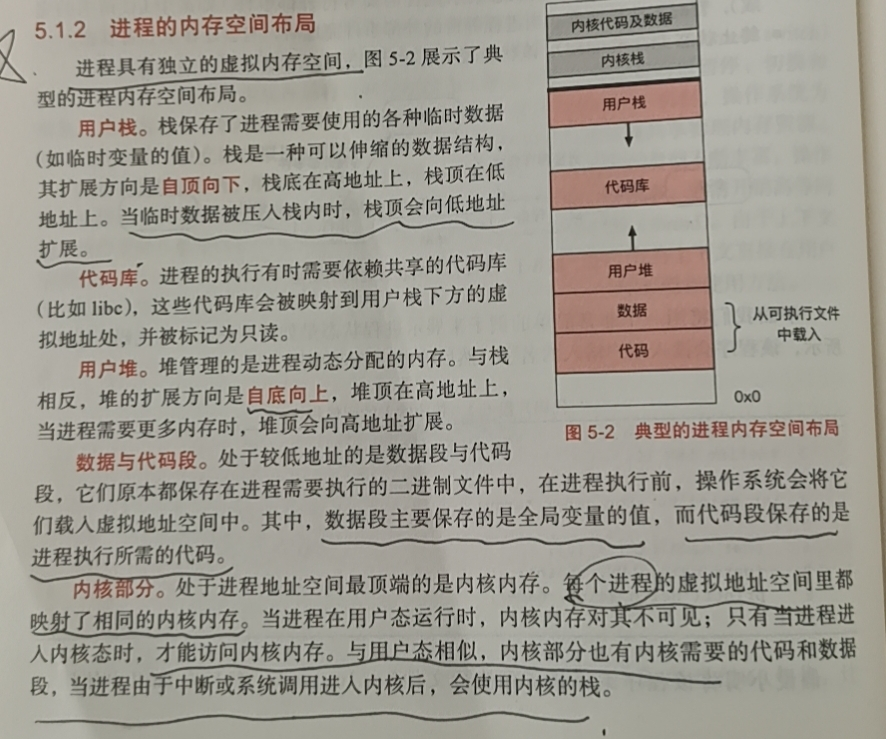 5.1.2 进程的内存空间布局
进程具有独立的虚拟内存空间，图 5-2 展示了典
型的进程内存空间布局。
用户栈。栈保存了进程需要使用的各种临时数据
（如临时变量的值）。栈是一种可以伸缩的数据结构，
其扩展方向是自顶向下，栈底在高地址上，栈顶在低
地址上。当临时数据被压入栈内时，栈顶会向低地址
扩展。
代码库。进程的执行有时需要依赖共享的代码库
（比如 libc），这些代码库会被映射到用户栈下方的虚
拟地址处，并被标记为只读。
用户堆。堆管理的是进程动态分配的内存。与栈
相反，堆的扩展方向是自底向上，堆顶在高地址上，
当进程需要更多内存时，堆顶会向高地址扩展。
数据与代码段。处于较低地址的是数据段与代码
段，它们原本都保存在进程需要执行的二进制文件中，在进程执行前，操作系统会将它
们载入虚拟地址空间中。其中，数据段主要保存的是全局变量的值，而代码段保存的是
进程执行所需的代码。
内核部分。处于进程地址空间最顶端的是内核内存。每个进程的虚拟地址空间里都
映射了相同的内核内存。当进程在用户态运行时，内核内存对其不可见；只有当进程进
入内核态时，才能访问内核内存。与用户态相似，内核部分也有内核需要的代码和数据
段，当进程由于中断或系统调用进入内核后，会使用内核的栈。
内核代码及数据
内核栈
用户栈
代码库
用户堆
数据
代码
从可执行文件
中载入
0x0
图 5-2 典型的进程内存空间布局